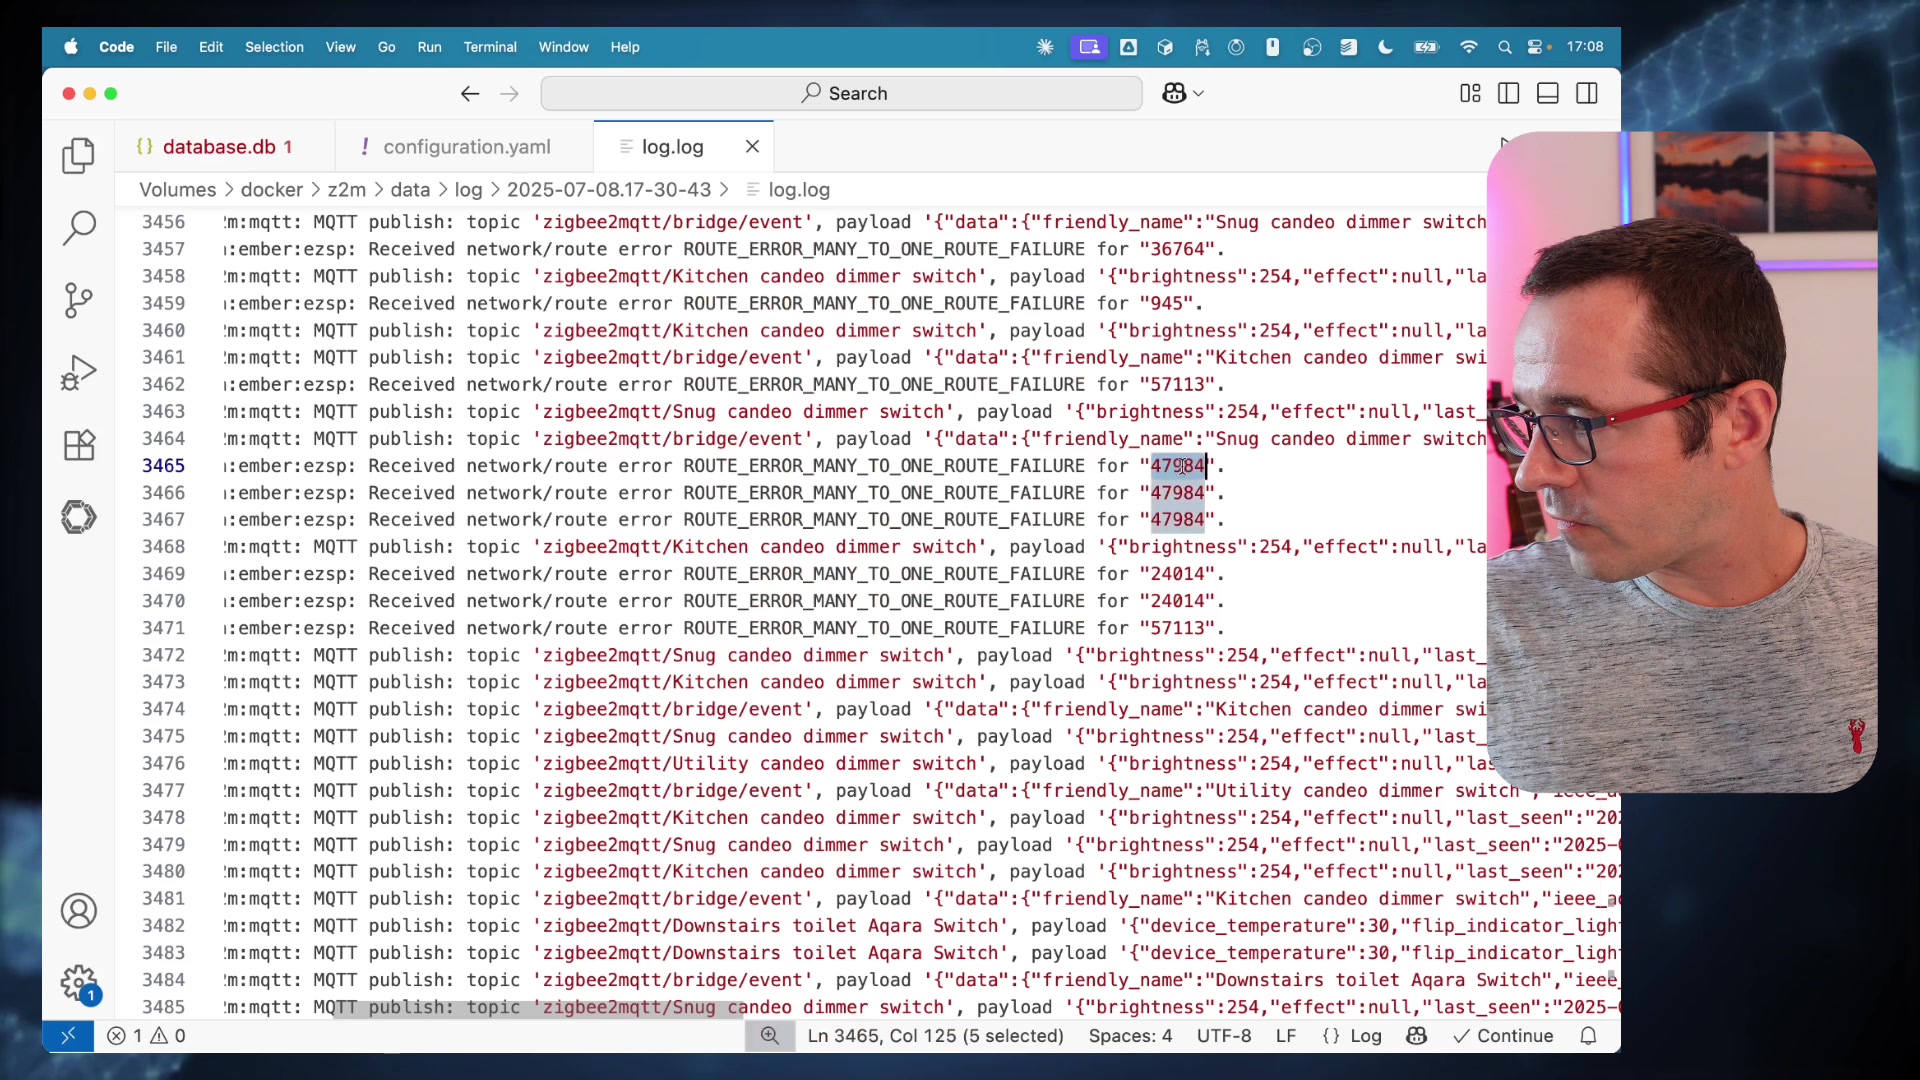 Code File Edit Selection View Go Run Terminal Window Help 17:08
Search
database.db 1 configuration.yaml log.log
Volumes > docker > z2m > data > log > 2025-07-08.17-30-43 > log.log
3456 m:mqtt: MQTT publish: topic 'zigbee2mqtt/bridge/event', payload '{"data":{"friendly_name":"Snug candeo dimmer switch
3457 :ember:ezsp: Received network/route error ROUTE_ERROR_MANY_TO_ONE_ROUTE_FAILURE for "36764".
3458 m:mqtt: MQTT publish: topic 'zigbee2mqtt/Kitchen candeo dimmer switch', payload '{"brightness":254,"effect":null,"la
3459 :ember:ezsp: Received network/route error ROUTE_ERROR_MANY_TO_ONE_ROUTE_FAILURE for "945".
3460 m:mqtt: MQTT publish: topic 'zigbee2mqtt/Kitchen candeo dimmer switch', payload '{"brightness":254,"effect":null,"la
3461 m:mqtt: MQTT publish: topic 'zigbee2mqtt/bridge/event', payload '{"data":{"friendly_name":"Kitchen candeo dimmer swi
3462 :ember:ezsp: Received network/route error ROUTE_ERROR_MANY_TO_ONE_ROUTE_FAILURE for "57113".
3463 m:mqtt: MQTT publish: topic 'zigbee2mqtt/Snug candeo dimmer switch', payload '{"brightness":254,"effect":null,"last_
3464 m:mqtt: MQTT publish: topic 'zigbee2mqtt/bridge/event', payload '{"data":{"friendly_name":"Snug candeo dimmer switch
3465 :ember:ezsp: Received network/route error ROUTE_ERROR_MANY_TO_ONE_ROUTE_FAILURE for "47984".
3466 :ember:ezsp: Received network/route error ROUTE_ERROR_MANY_TO_ONE_ROUTE_FAILURE for "47984".
3467 :ember:ezsp: Received network/route error ROUTE_ERROR_MANY_TO_ONE_ROUTE_FAILURE for "47984".
3468 m:mqtt: MQTT publish: topic 'zigbee2mqtt/Kitchen candeo dimmer switch', payload '{"brightness":254,"effect":null,"la
3469 :ember:ezsp: Received network/route error ROUTE_ERROR_MANY_TO_ONE_ROUTE_FAILURE for "24014".
3470 :ember:ezsp: Received network/route error ROUTE_ERROR_MANY_TO_ONE_ROUTE_FAILURE for "24014".
3471 :ember:ezsp: Received network/route error ROUTE_ERROR_MANY_TO_ONE_ROUTE_FAILURE for "57113".
3472 m:mqtt: MQTT publish: topic 'zigbee2mqtt/Snug candeo dimmer switch', payload '{"brightness":254,"effect":null,"last_
3473 m:mqtt: MQTT publish: topic 'zigbee2mqtt/Kitchen candeo dimmer switch', payload '{"brightness":254,"effect":null,"la
3474 m:mqtt: MQTT publish: topic 'zigbee2mqtt/bridge/event', payload '{"data":{"friendly_name":"Kitchen candeo dimmer swi
3475 m:mqtt: MQTT publish: topic 'zigbee2mqtt/Snug candeo dimmer switch', payload '{"brightness":254,"effect":null,"last_
3476 m:mqtt: MQTT publish: topic 'zigbee2mqtt/Utility candeo dimmer switch', payload '{"brightness":254,"effect":null,"la
3477 m:mqtt: MQTT publish: topic 'zigbee2mqtt/bridge/event', payload '{"data":{"friendly_name":"Utility candeo dimmer switch","ieee_a
3478 m:mqtt: MQTT publish: topic 'zigbee2mqtt/Kitchen candeo dimmer switch', payload '{"brightness":254,"effect":null,"last_seen":"202
3479 m:mqtt: MQTT publish: topic 'zigbee2mqtt/Snug candeo dimmer switch', payload '{"brightness":254,"effect":null,"last_seen":"2025-
3480 m:mqtt: MQTT publish: topic 'zigbee2mqtt/Kitchen candeo dimmer switch', payload '{"brightness":254,"effect":null,"last_seen":"202
3481 m:mqtt: MQTT publish: topic 'zigbee2mqtt/bridge/event', payload '{"data":{"friendly_name":"Kitchen candeo dimmer switch","ieee_a
3482 m:mqtt: MQTT publish: topic 'zigbee2mqtt/Downstairs toilet Aqara Switch', payload '{"device_temperature":30,"flip_indicator_ligh
3483 m:mqtt: MQTT publish: topic 'zigbee2mqtt/Downstairs toilet Aqara Switch', payload '{"device_temperature":30,"flip_indicator_ligh
3484 m:mqtt: MQTT publish: topic 'zigbee2mqtt/bridge/event', payload '{"data":{"friendly_name":"Downstairs toilet Aqara Switch","ieee_
3485 m:mqtt: MQTT publish: topic 'zigbee2mqtt/Snug candeo dimmer switch', payload '{"brightness":254,"effect":null,"last_seen":"2025-
1
1 0 Ln 3465, Col 125 (5 selected) Spaces: 4 UTF-8 LF {} Log Continue